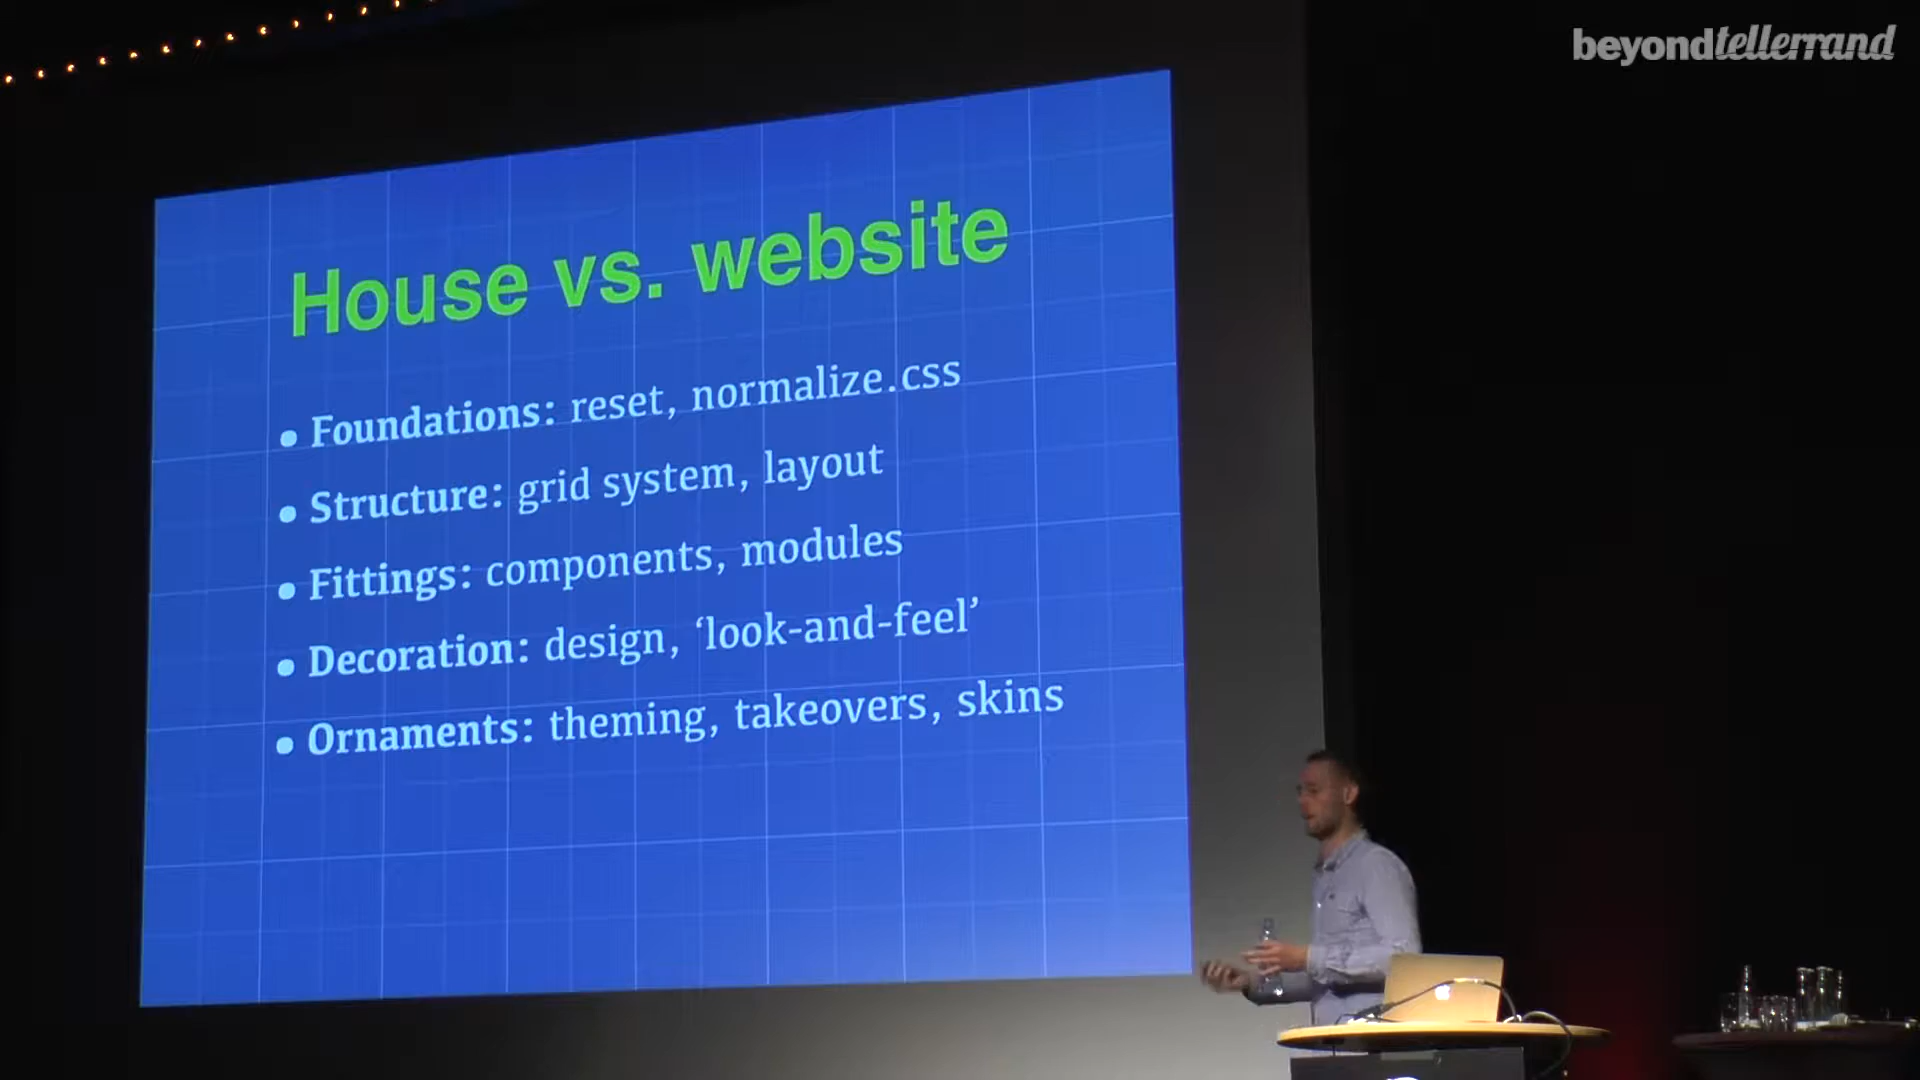 beyondtellerrand
House vs. website
• Foundations: reset, normalize.css
• Structure: grid system, layout
• Fittings: components, modules
• Decoration: design, ‘look-and-feel’
• Ornaments: theming, takeovers, skins